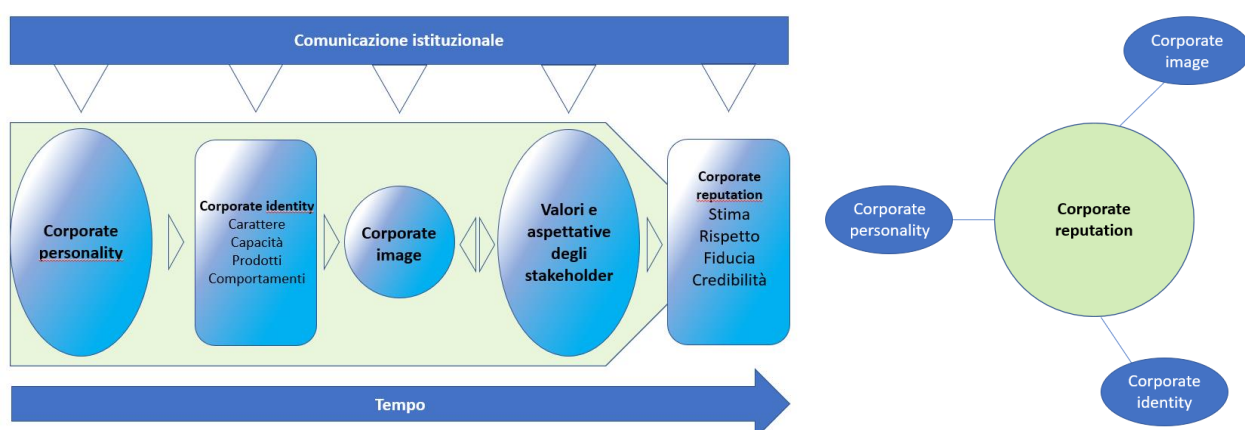 Comunicazione istituzionale
Corporate
personality
Corporate identity
Carattere
Capacità
Prodotti
Comportamenti
Corporate
image
Valori e
aspettative
degli
stakeholder
Corporate
reputation
Stima
Rispetto
Fiducia
Credibilità
Tempo
Corporate
image
Corporate
personality
Corporate
reputation
Corporate
identity